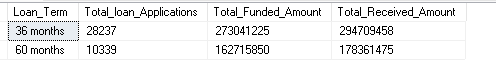 Loan_Term Total_loan_Applications Total_Funded_Amount Total_Received_Amount
36 months 28237 273041225 294709458
60 months 10339 162715850 178361475